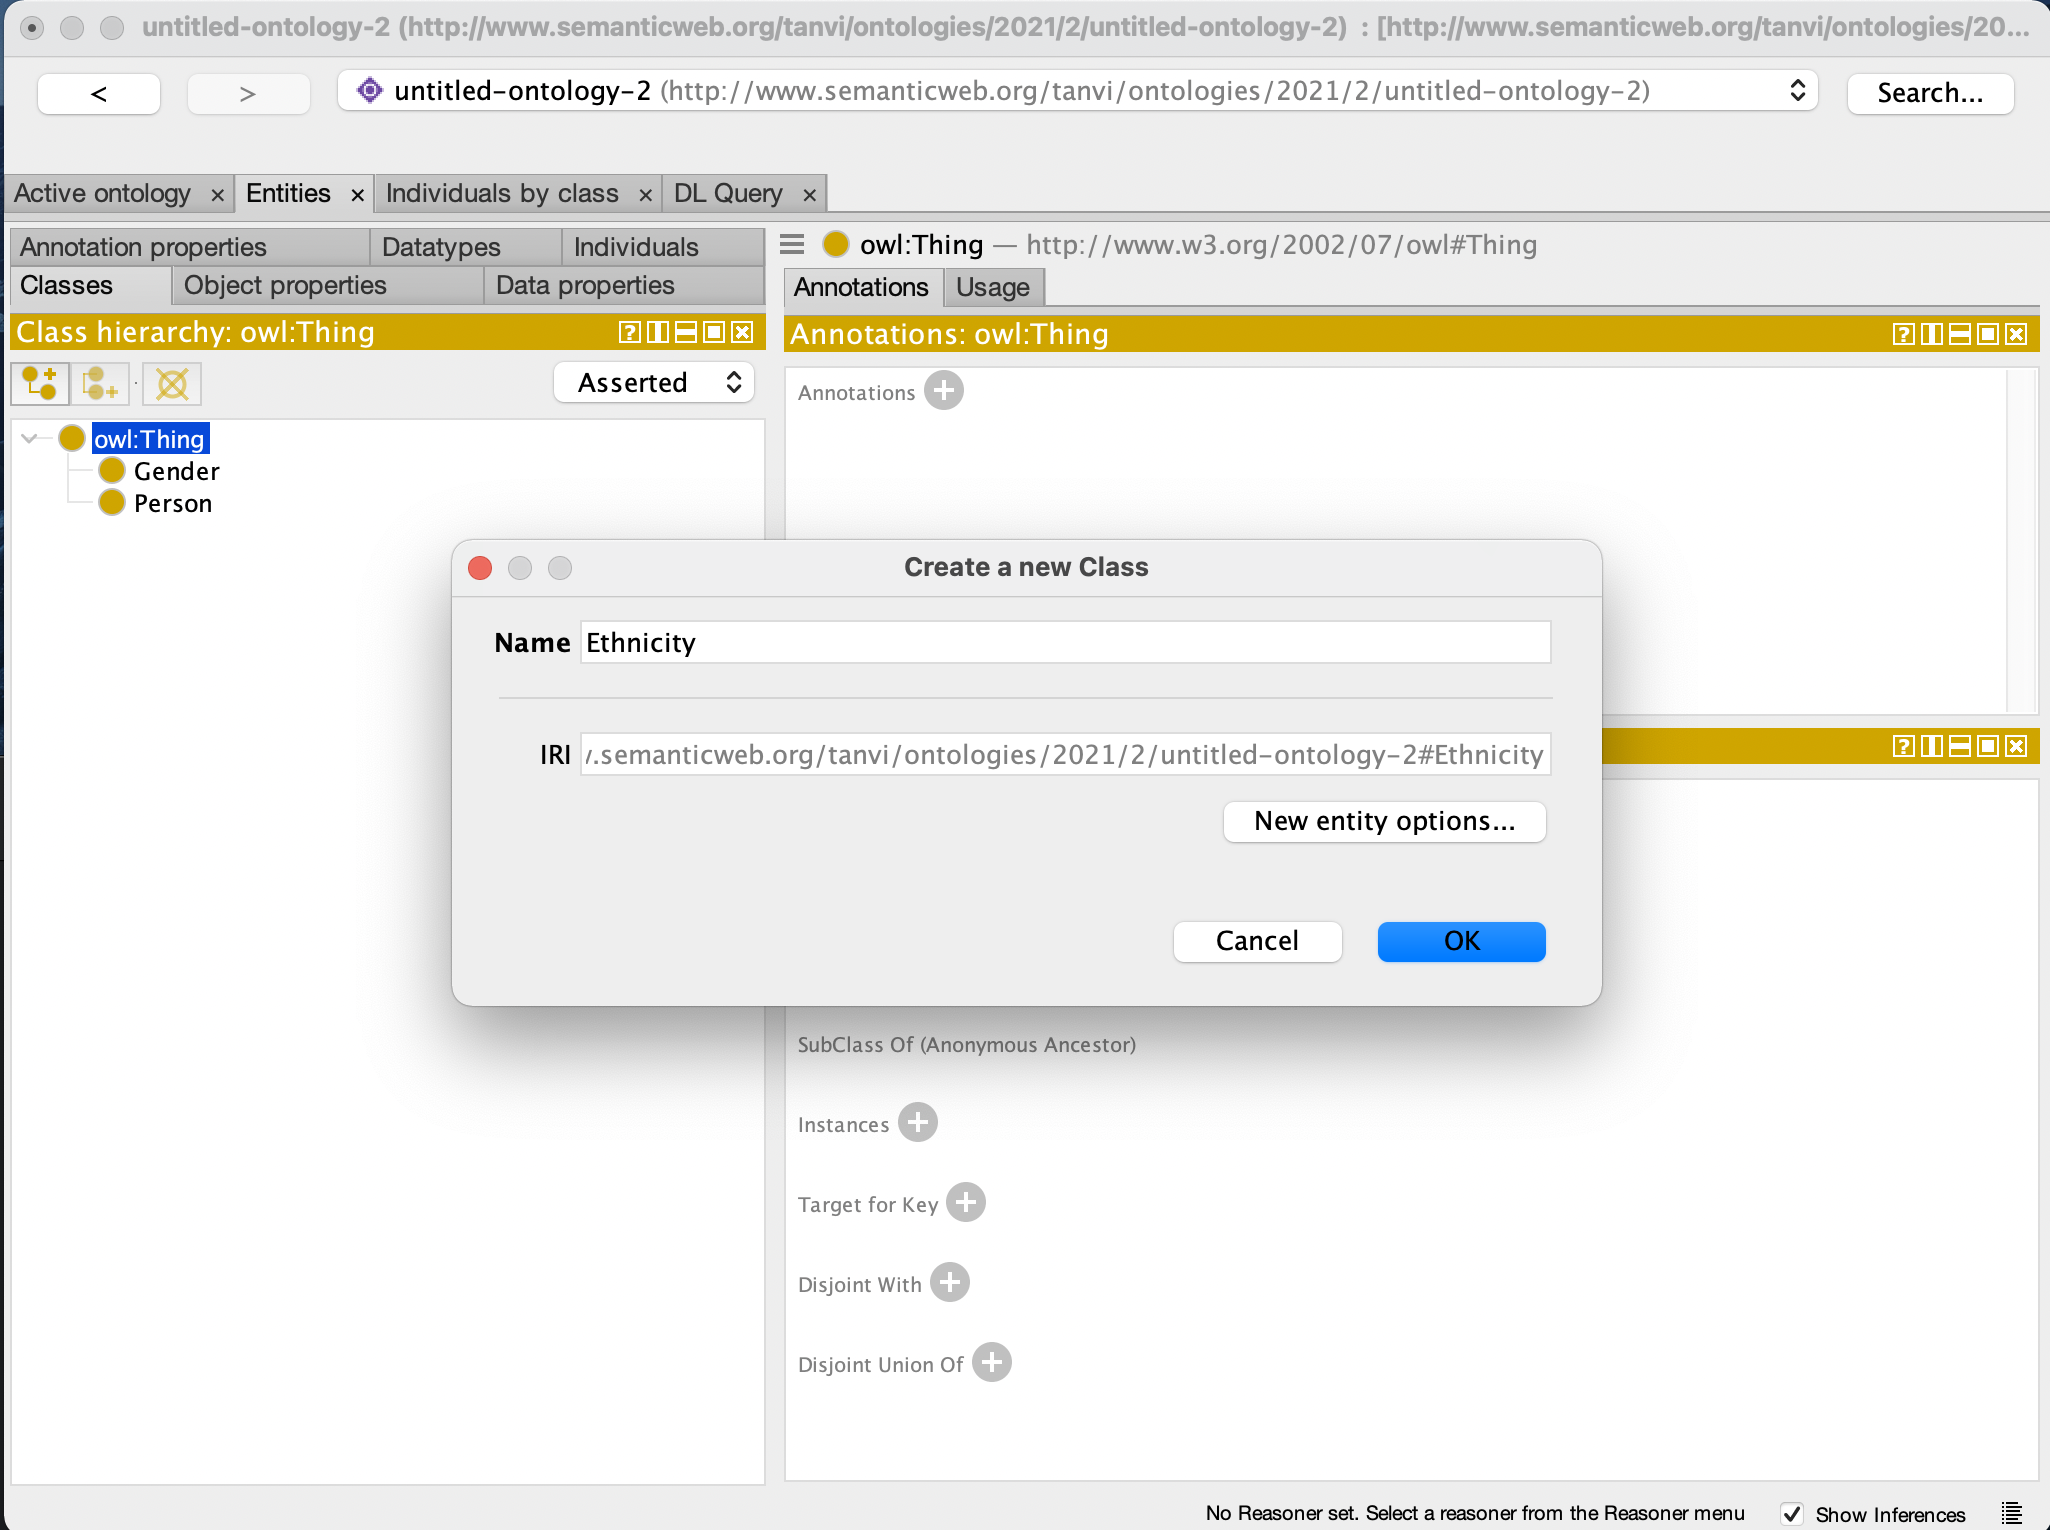 untitled-ontology-2 (http://www.semanticweb.org/tanvi/ontologies/2021/2/untitled-ontology-2) : [http://www.semanticweb.org/tanvi/ontologies/20...
< > untitled-ontology-2 (http://www.semanticweb.org/tanvi/ontologies/2021/2/untitled-ontology-2) Search...
Active ontology × Entities × Individuals by class × DL Query ×
Annotation properties Datatypes Individuals
Classes Object properties Data properties
Class hierarchy: owl:Thing
Asserted
owl:Thing
Gender
Person
owl:Thing — http://www.w3.org/2002/07/owl#Thing
Annotations Usage
Annotations: owl:Thing
Annotations
Create a new Class
Name Ethnicity
IRI .semanticweb.org/tanvi/ontologies/2021/2/untitled-ontology-2#Ethnicity
New entity options...
Cancel OK
SubClass Of (Anonymous Ancestor)
Instances
Target for Key
Disjoint With
Disjoint Union Of
No Reasoner set. Select a reasoner from the Reasoner menu Show Inferences